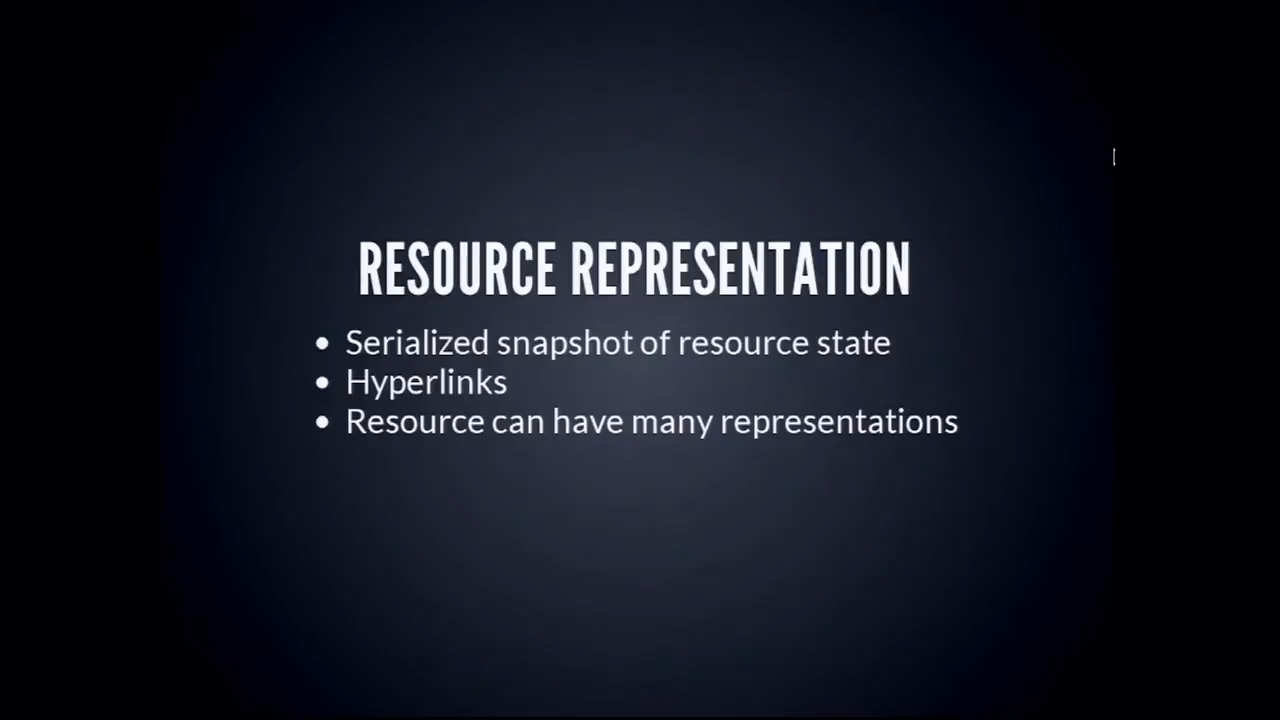 RESOURCE REPRESENTATION
• Serialized snapshot of resource state
• Hyperlinks
• Resource can have many representations